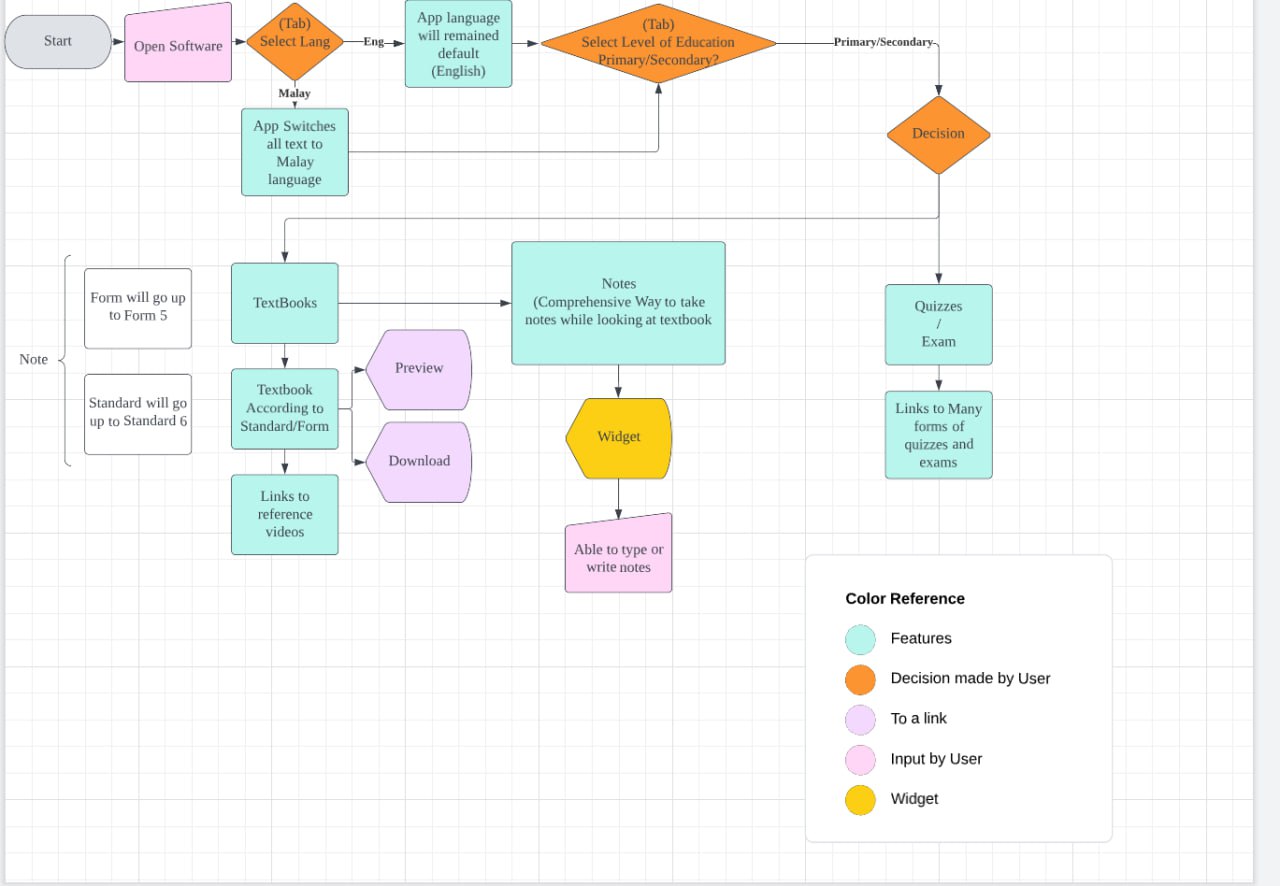 Start
Open Software
(Tab)
Select Lang
Eng
App language
will remained
default
(English)
(Tab)
Select Level of Education
Primary/Secondary?
Primary/Secondary
Malay
App Switches
all text to
Malay
language
Decision
Note
Form will go up
to Form 5
Standard will go
up to Standard 6
TextBooks
Textbook
According to
Standard/Form
Links to
reference
videos
Preview
Download
Notes
(Comprehensive Way to take
notes while looking at textbook
Widget
Able to type or
write notes
Quizzes
/
Exam
Links to Many
forms of
quizzes and
exams
Color Reference
Features
Decision made by User
To a link
Input by User
Widget